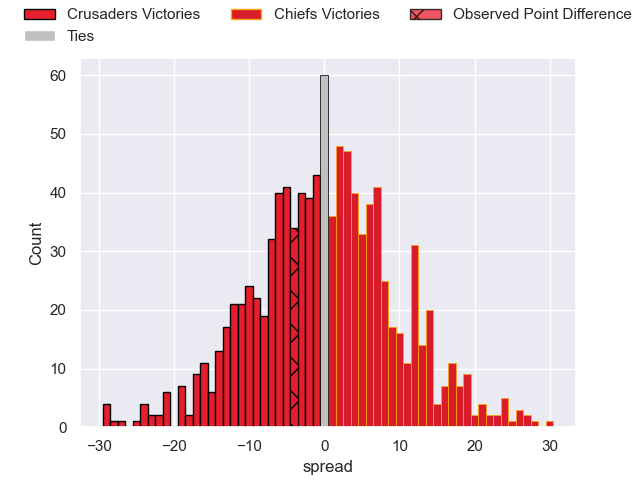 Crusaders Victories Chiefs Victories Observed Point Difference
Ties
60
50
40
30
20
10
0
Count
−30 −20 −10 0 10 20 30
spread